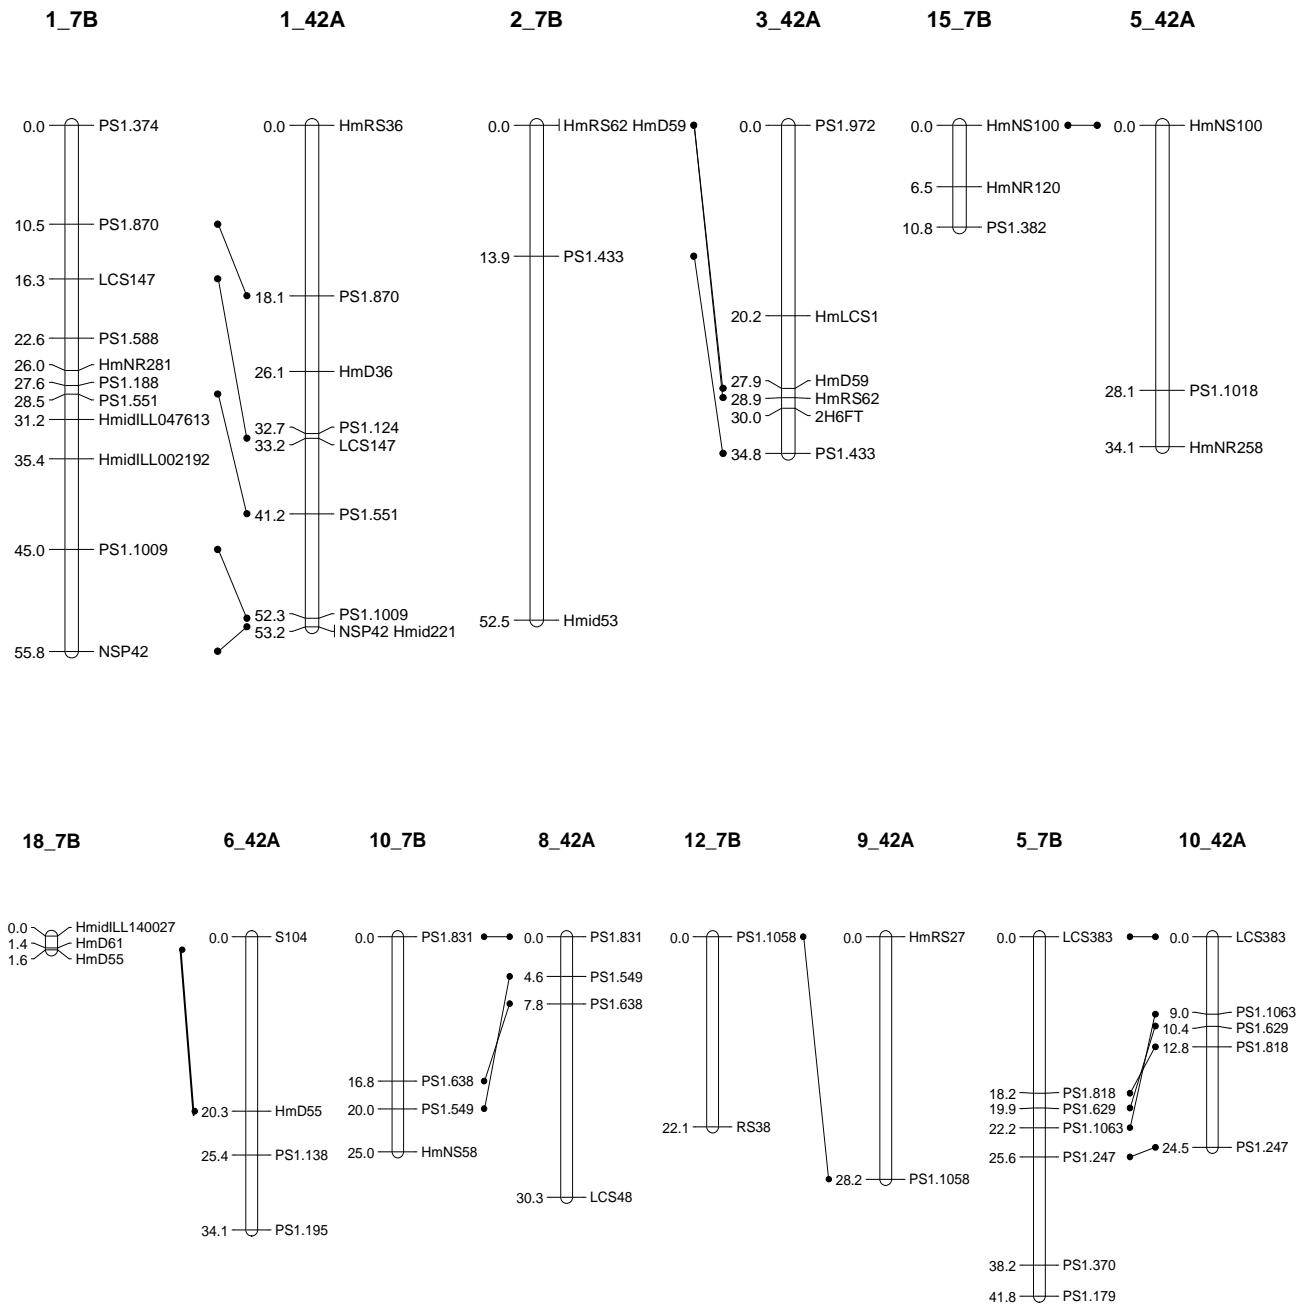 1_7B 1_42A 2_7B 3_42A 15_7B 5_42A
0.0 PS1.374
10.5 PS1.870
16.3 LCS147
22.6 PS1.588
26.0 HmNR281
27.6 PS1.188
28.5 PS1.551
31.2 HmidILL047613
35.4 HmidILL002192
45.0 PS1.1009
55.8 NSP42
0.0 HmRS36
18.1 PS1.870
26.1 HmD36
32.7 PS1.124
33.2 LCS147
41.2 PS1.551
52.3 PS1.1009
53.2 NSP42 Hmid221
0.0 HmRS62 HmD59
13.9 PS1.433
52.5 Hmid53
0.0 PS1.972
20.2 HmLCS1
27.9 HmD59
28.9 HmRS62
30.0 2H6FT
34.8 PS1.433
0.0 HmNS100
6.5 HmNR120
10.8 PS1.382
0.0 HmNS100
28.1 PS1.1018
34.1 HmNR258
18_7B 6_42A 10_7B 8_42A 12_7B 9_42A 5_7B 10_42A
0.0 HmidILL140027
1.4 HmD61
1.6 HmD55
0.0 S104
20.3 HmD55
25.4 PS1.138
34.1 PS1.195
0.0 PS1.831
16.8 PS1.638
20.0 PS1.549
25.0 HmNS58
0.0 PS1.831
4.6 PS1.549
7.8 PS1.638
30.3 LCS48
0.0 PS1.1058
22.1 RS38
0.0 HmRS27
28.2 PS1.1058
0.0 LCS383
18.2 PS1.818
19.9 PS1.629
22.2 PS1.1063
25.6 PS1.247
38.2 PS1.370
41.8 PS1.179
0.0 LCS383
9.0 PS1.1063
10.4 PS1.629
12.8 PS1.818
24.5 PS1.247